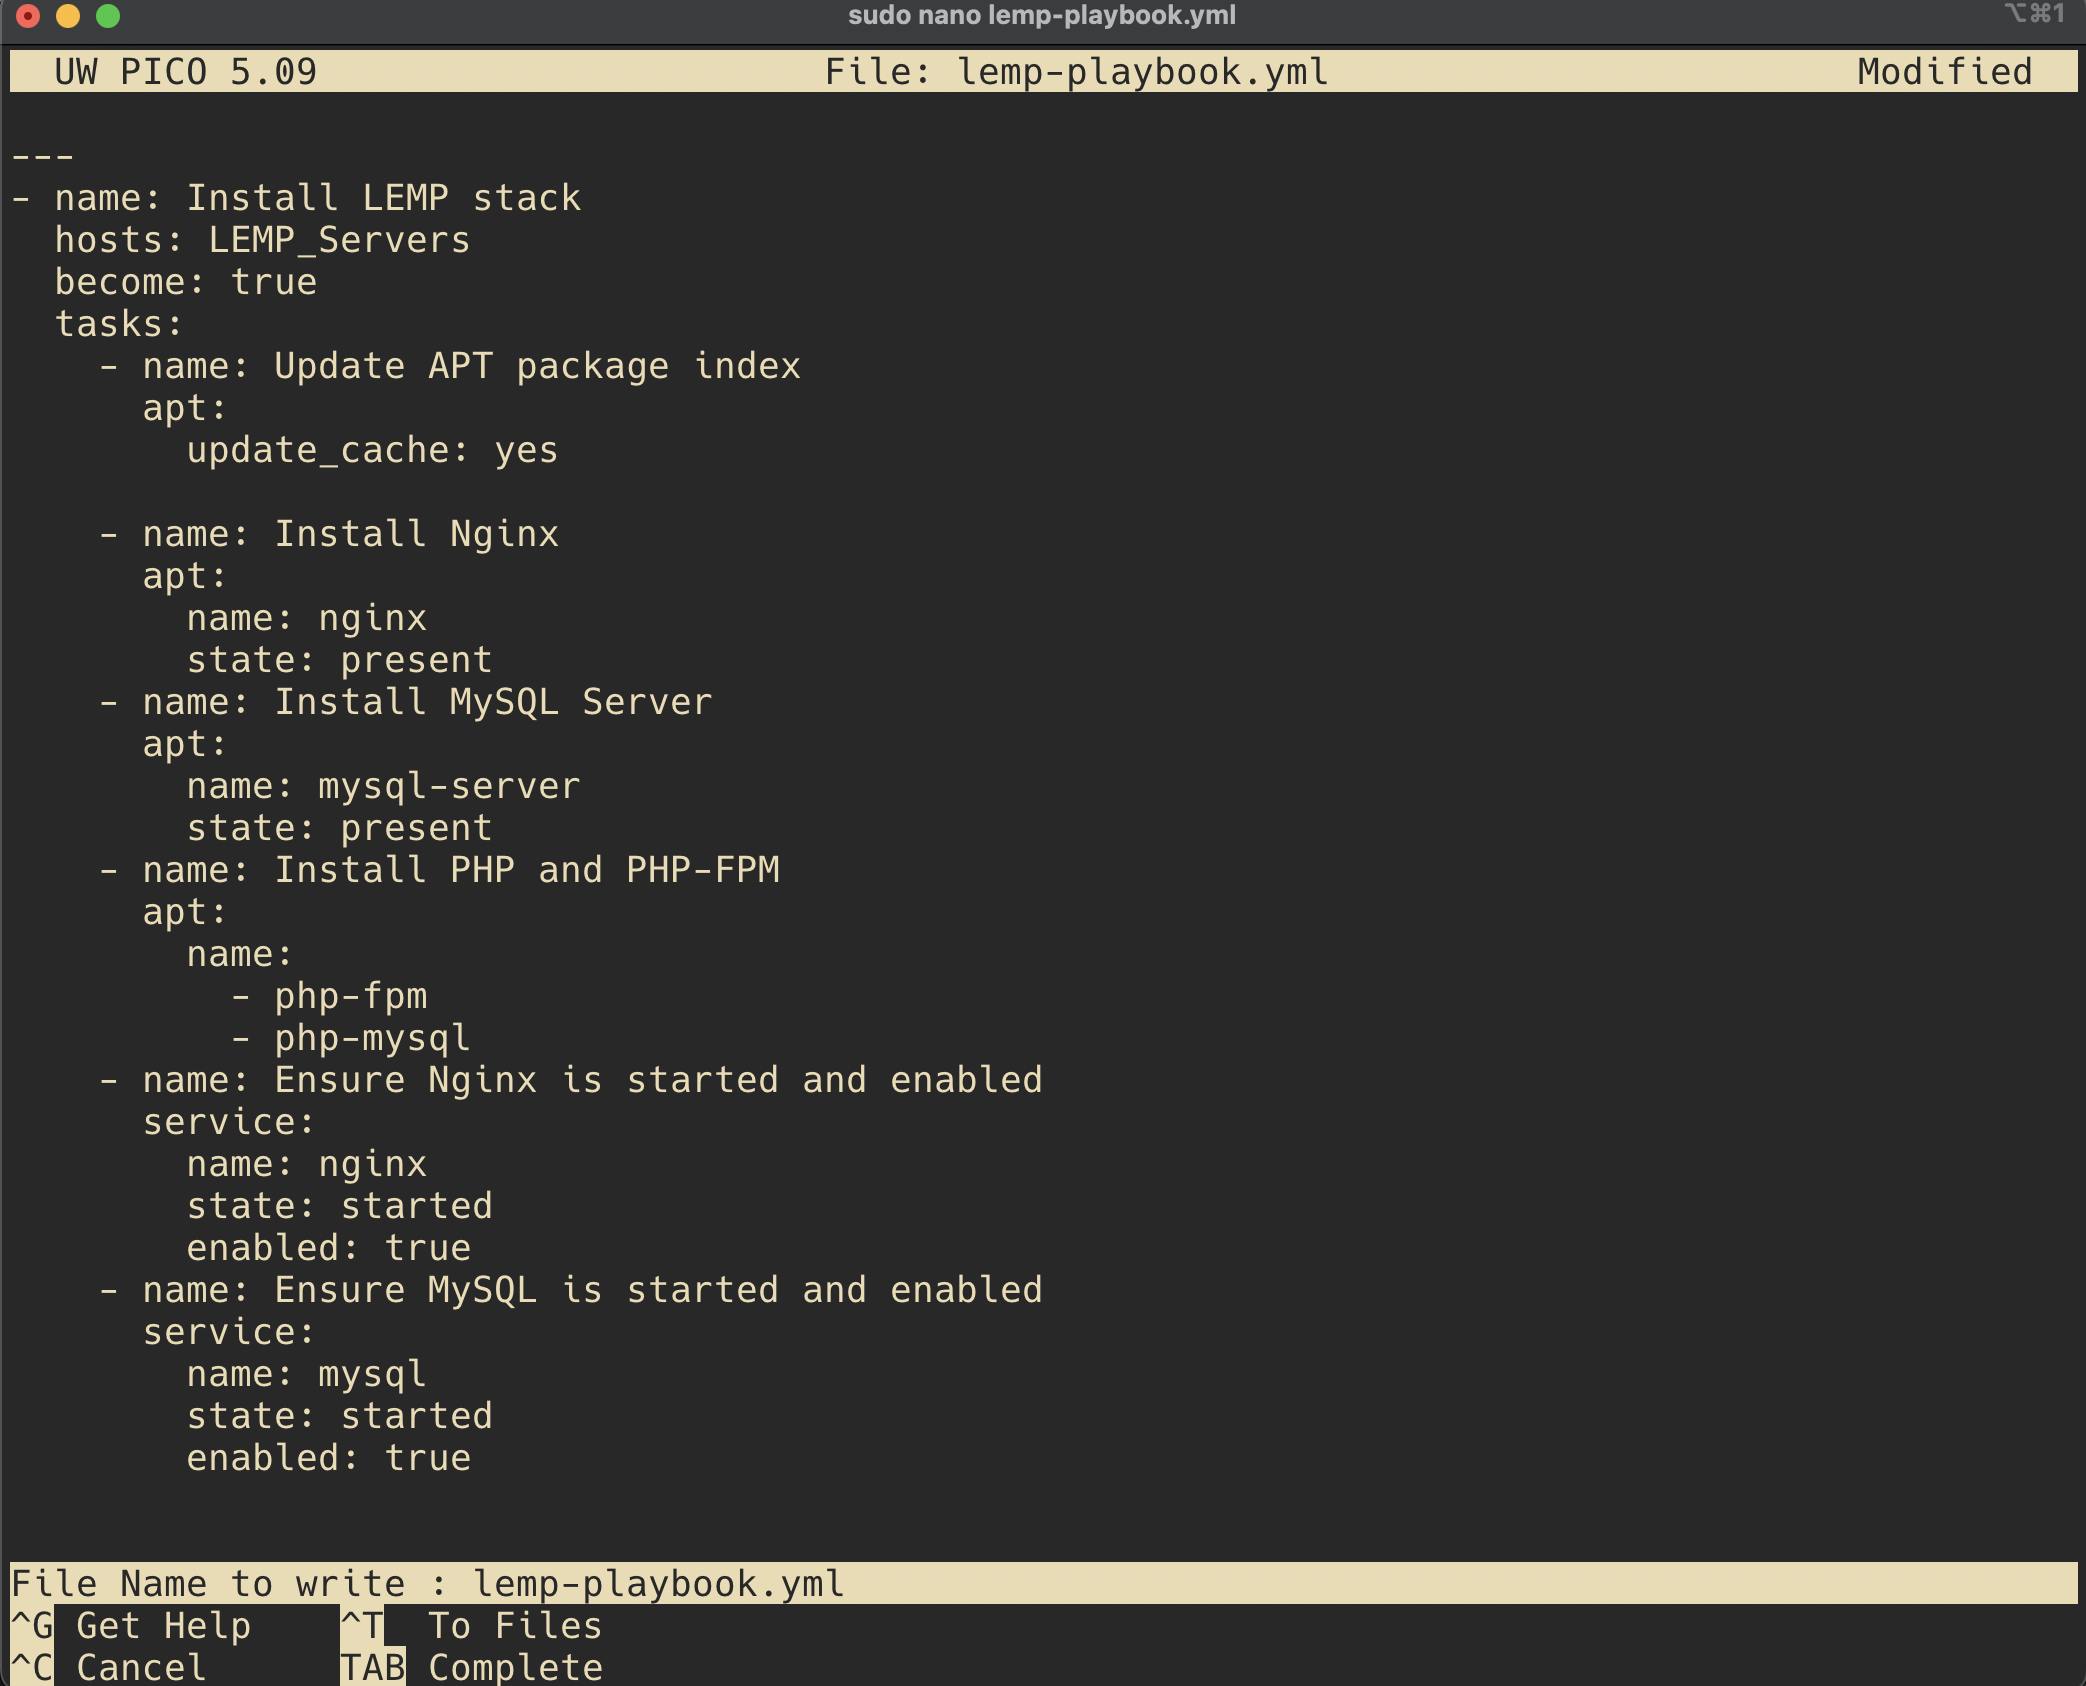 sudo nano lemp-playbook.yml ⌥⌘1
UW PICO 5.09 File: lemp-playbook.yml Modified
---
- name: Install LEMP stack
  hosts: LEMP_Servers
  become: true
  tasks:
    - name: Update APT package index
      apt:
        update_cache: yes

    - name: Install Nginx
      apt:
        name: nginx
        state: present
    - name: Install MySQL Server
      apt:
        name: mysql-server
        state: present
    - name: Install PHP and PHP-FPM
      apt:
        name:
          - php-fpm
          - php-mysql
    - name: Ensure Nginx is started and enabled
      service:
        name: nginx
        state: started
        enabled: true
    - name: Ensure MySQL is started and enabled
      service:
        name: mysql
        state: started
        enabled: true
File Name to write : lemp-playbook.yml
^G Get Help ^T To Files
^C Cancel TAB Complete